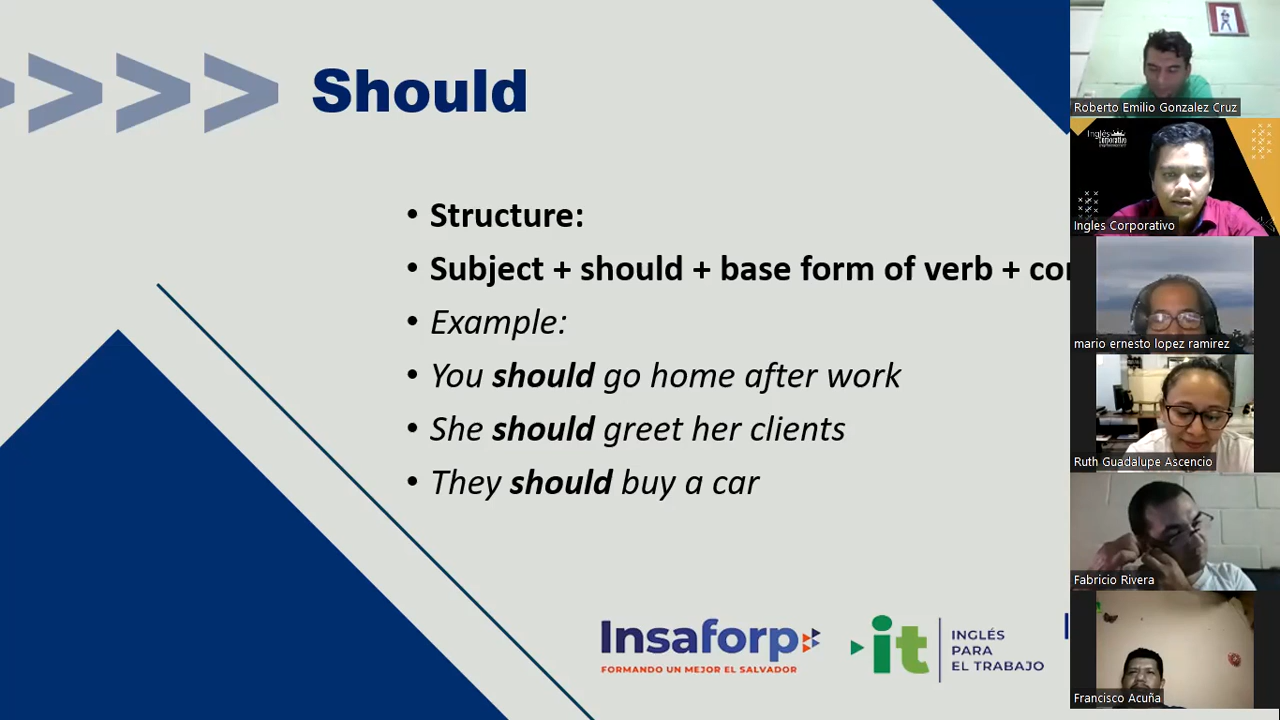 Should
• Structure:
• Subject + should + base form of verb +
• Example:
• You should go home after work
• She should greet her clients
• They should buy a car
Insaforp
FORMANDO UN MEJOR EL SALVADOR
it
INGLÉS
PARA
EL TRABAJO
Roberto Emilio Gonzalez Cruz
Inglés
Corporativo
Ingles Corporativo
mario ernesto lopez ramirez
Ruth Guadalupe Ascencio
Fabricio Rivera
Francisco Acuña